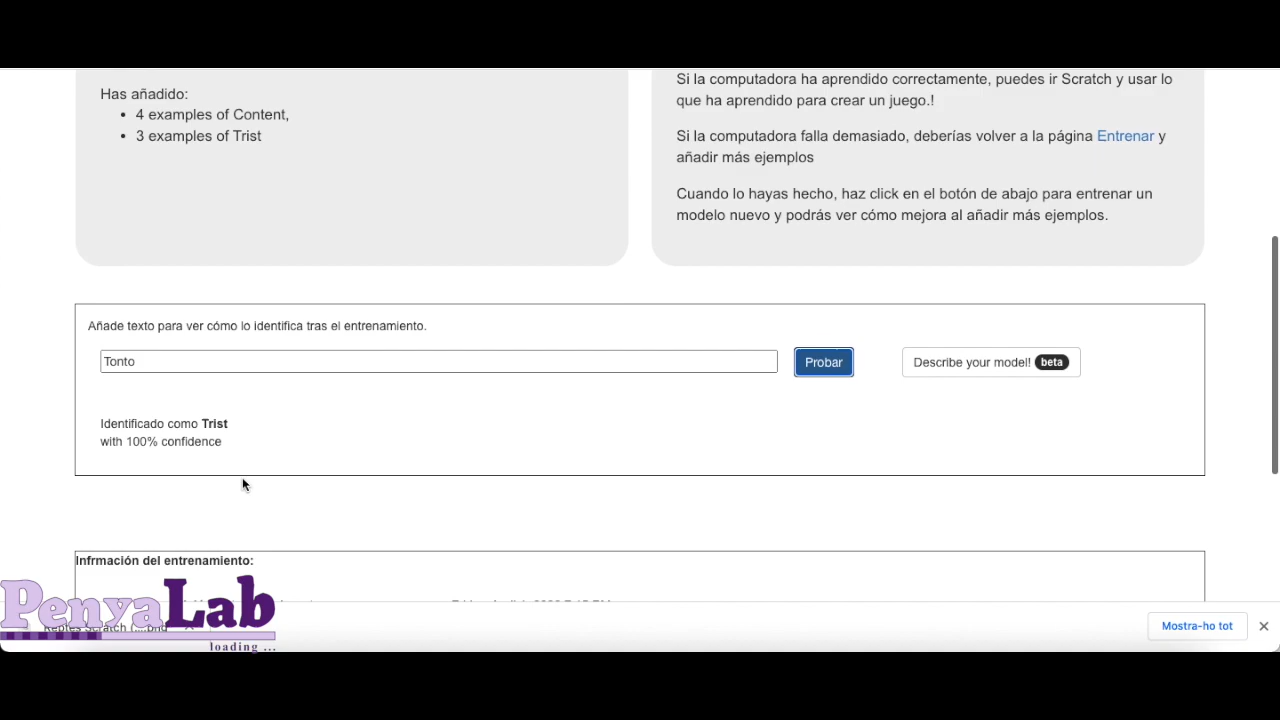 Has añadido:
4 examples of Content,
3 examples of Trist
Si la computadora ha aprendido correctamente, puedes ir Scratch y usar lo
que ha aprendido para crear un juego.!
Si la computadora falla demasiado, deberías volver a la página Entrenar y
añadir más ejemplos
Cuando lo hayas hecho, haz click en el botón de abajo para entrenar un
modelo nuevo y podrás ver cómo mejora al añadir más ejemplos.
Añade texto para ver cómo lo identifica tras el entrenamiento.
Tonto
Probar
Describe your model! beta
Identificado como Trist
with 100% confidence
Infrmación del entrenamiento:
PenyaLab
loading ...
Mostra-ho tot